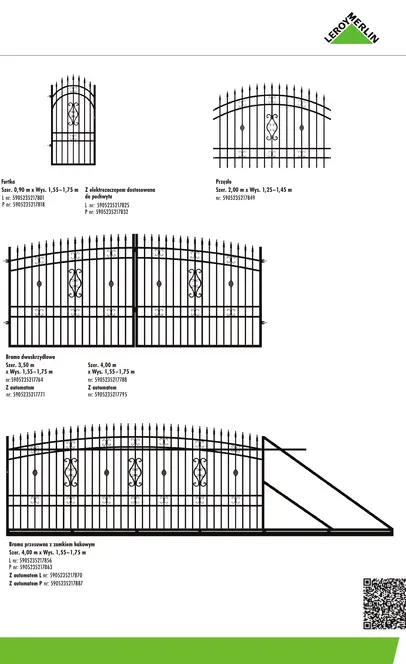 LEROY MERLIN
Furtka
Szer. 0,90 m x Wys. 1,55–1,75 m
L nr: 5905235217801
P nr: 5905235217818
Z elektrozaczepem dostosowana
do pochwytu
L nr: 5905235217825
P nr: 5905235217832
Przęsło
Szer. 2,00 m x Wys. 1,25–1,45 m
nr: 5905235217849
Brama dwuskrzydłowa
Szer. 3,50 m
x Wys. 1,55–1,75 m
nr:5905235217764
Z automatem
nr: 5905235217771
Szer. 4,00 m
x Wys. 1,55–1,75 m
nr: 5905235217788
Z automatem
nr: 5905235217795
Brama przesuwna z zamkiem hakowym
Szer. 4,00 m x Wys. 1,55–1,75 m
L nr: 5905235217856
P nr: 5905235217863
Z automatem L nr: 5905235217870
Z automatem P nr: 5905235217887